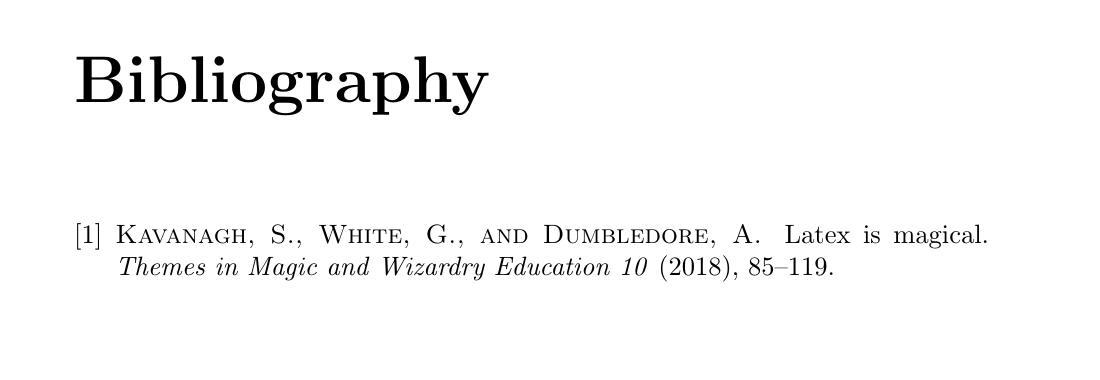 Bibliography
[1] Kavanagh, S., White, G., and Dumbledore, A. Latex is magical.
Themes in Magic and Wizardry Education 10 (2018), 85–119.